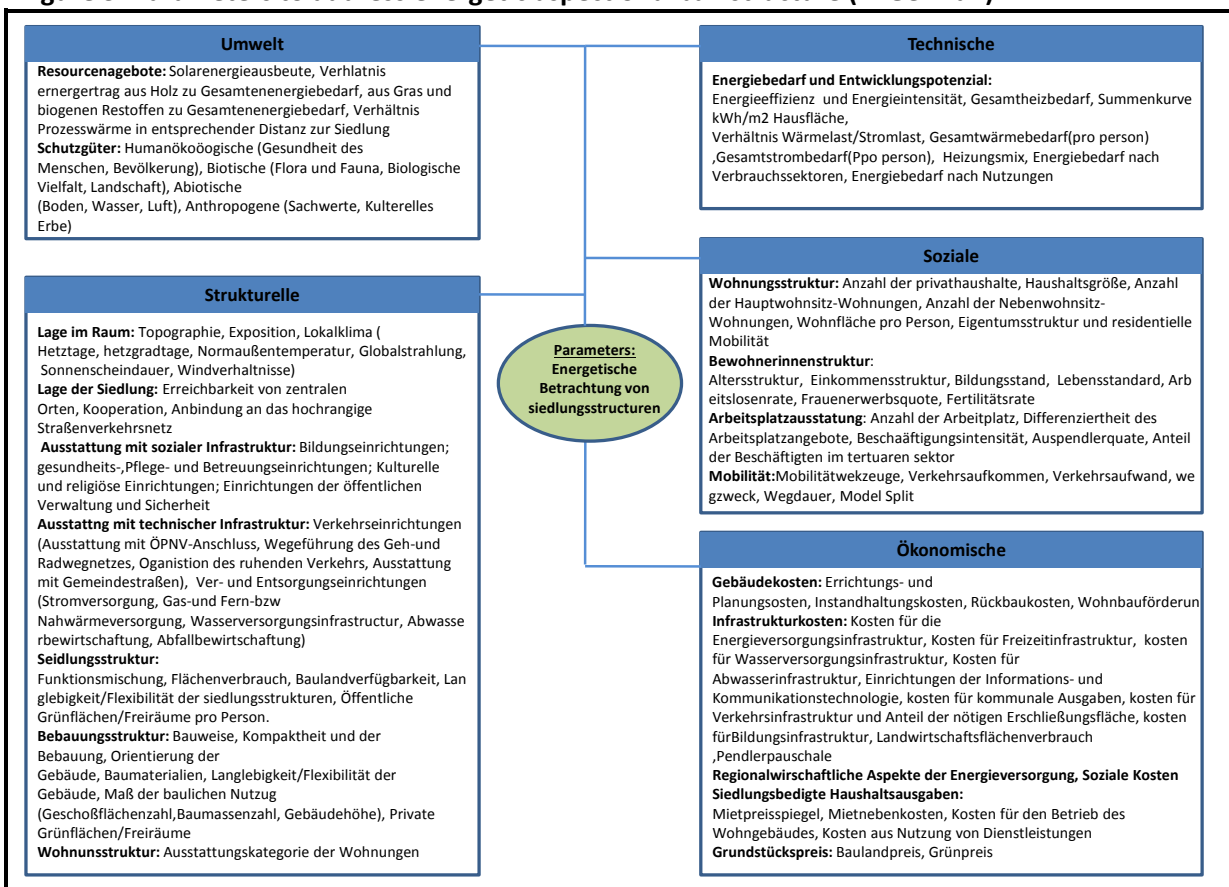 Umwelt
Resourcenagebote: Solarenergieausbeute, Verhlatnis
ernergertrag aus Holz zu Gesamtenenergiebedarf, aus Gras und
biogenen Restoffen zu Gesamtenenergiebedarf, Verhältnis
Prozesswärme in entsprechender Distanz zur Siedlung
Schutzgüter: Humanökoögische (Gesundheit des
Menschen, Bevölkerung), Biotische (Flora und Fauna, Biologische
Vielfalt, Landschaft), Abiotische
(Boden, Wasser, Luft), Anthropogene (Sachwerte, Kulterelles
Erbe)
Strukturelle
Lage im Raum: Topographie, Exposition, Lokalklima (
Hetztage, hetzgradtage, Normaußentemperatur, Globalstrahlung,
Sonnenscheindauer, Windverhaltnisse)
Lage der Siedlung: Erreichbarkeit von zentralen
Orten, Kooperation, Anbindung an das hochrangige
Straßenverkehrsnetz
Ausstattung mit sozialer Infrastruktur: Bildungseinrichtungen;
gesundheits-,Pflege- und Betreuungseinrichtungen; Kulturelle
und religiöse Einrichtungen; Einrichtungen der öffentlichen
Verwaltung und Sicherheit
Ausstattng mit technischer Infrastruktur: Verkehrseinrichtungen
(Ausstattung mit ÖPNV-Anschluss, Wegeführung des Geh-und
Radwegnetzes, Oganistion des ruhenden Verkehrs, Ausstattung
mit Gemeindestraßen), Ver- und Entsorgungseinrichtungen
(Stromversorgung, Gas-und Fern-bzw
Nahwärmeversorgung, Wasserversorgungsinfrastructur, Abwasse
rbewirtschaftung, Abfallbewirtschaftung)
Seidlungsstruktur:
Funktionsmischung, Flächenverbrauch, Baulandverfügbarkeit, Lan
glebigkeit/Flexibilität der siedlungsstrukturen, Öffentliche
Grünflächen/Freiräume pro Person.
Bebauungsstruktur: Bauweise, Kompaktheit und der
Bebauung, Orientierung der
Gebäude, Baumaterialien, Langlebigkeit/Flexibilität der
Gebäude, Maß der baulichen Nutzug
(Geschoßflächenzahl,Baumassenzahl, Gebäudehöhe), Private
Grünflächen/Freiräume
Wohnunsstruktur: Ausstattungskategorie der Wohnungen
Parameters:
Energetische
Betrachtung von
siedlungsstructuren
Technische
Energiebedarf und Entwicklungspotenzial:
Energieeffizienz und Energieintensität, Gesamtheizbedarf, Summenkurve
kWh/m2 Hausfläche,
Verhältnis Wärmelast/Stromlast, Gesamtwärmebedarf(pro person)
,Gesamtstrombedarf(Ppo person), Heizungsmix, Energiebedarf nach
Verbrauchssektoren, Energiebedarf nach Nutzungen
Soziale
Wohnungsstruktur: Anzahl der privathaushalte, Haushaltsgröße, Anzahl
der Hauptwohnsitz-Wohnungen, Anzahl der Nebenwohnsitz-
Wohnungen, Wohnfläche pro Person, Eigentumsstruktur und residentielle
Mobilität
Bewohnerinnenstruktur:
Altersstruktur, Einkommensstruktur, Bildungsstand, Lebensstandard, Arb
eitslosenrate, Frauenerwerbsquote, Fertilitätsrate
Arbeitsplatzausstatung: Anzahl der Arbeitplatz, Differenziertheit des
Arbeitsplatzangebote, Beschaäftigungsintensität, Auspendlerquate, Anteil
der Beschäftigten im tertuaren sektor
Mobilität:Mobilitätwekzeuge, Verkehrsaufkommen, Verkehrsaufwand, we
gzweck, Wegdauer, Model Split
Ökonomische
Gebäudekosten: Errichtungs- und
Planungsosten, Instandhaltungskosten, Rückbaukosten, Wohnbauförderun
Infrastrukturkosten: Kosten für die
Energieversorgungsinfrastruktur, Kosten für Freizeitinfrastruktur, kosten
für Wasserversorgungsinfrastruktur, Kosten für
Abwasserinfrastruktur, Einrichtungen der Informations- und
Kommunikationstechnologie, kosten für kommunale Ausgaben, kosten für
Verkehrsinfrastruktur und Anteil der nötigen Erschließungsfläche, kosten
fürBildungsinfrastruktur, Landwirtschaftsflächenverbrauch
,Pendlerpauschale
Regionalwirschaftliche Aspekte der Energieversorgung, Soziale Kosten
Siedlungsbedigte Haushaltsausgaben:
Mietpreisspiegel, Mietnebenkosten, Kosten für den Betrieb des
Wohngebäudes, Kosten aus Nutzung von Dienstleistungen
Grundstückspreis: Baulandpreis, Grünpreis